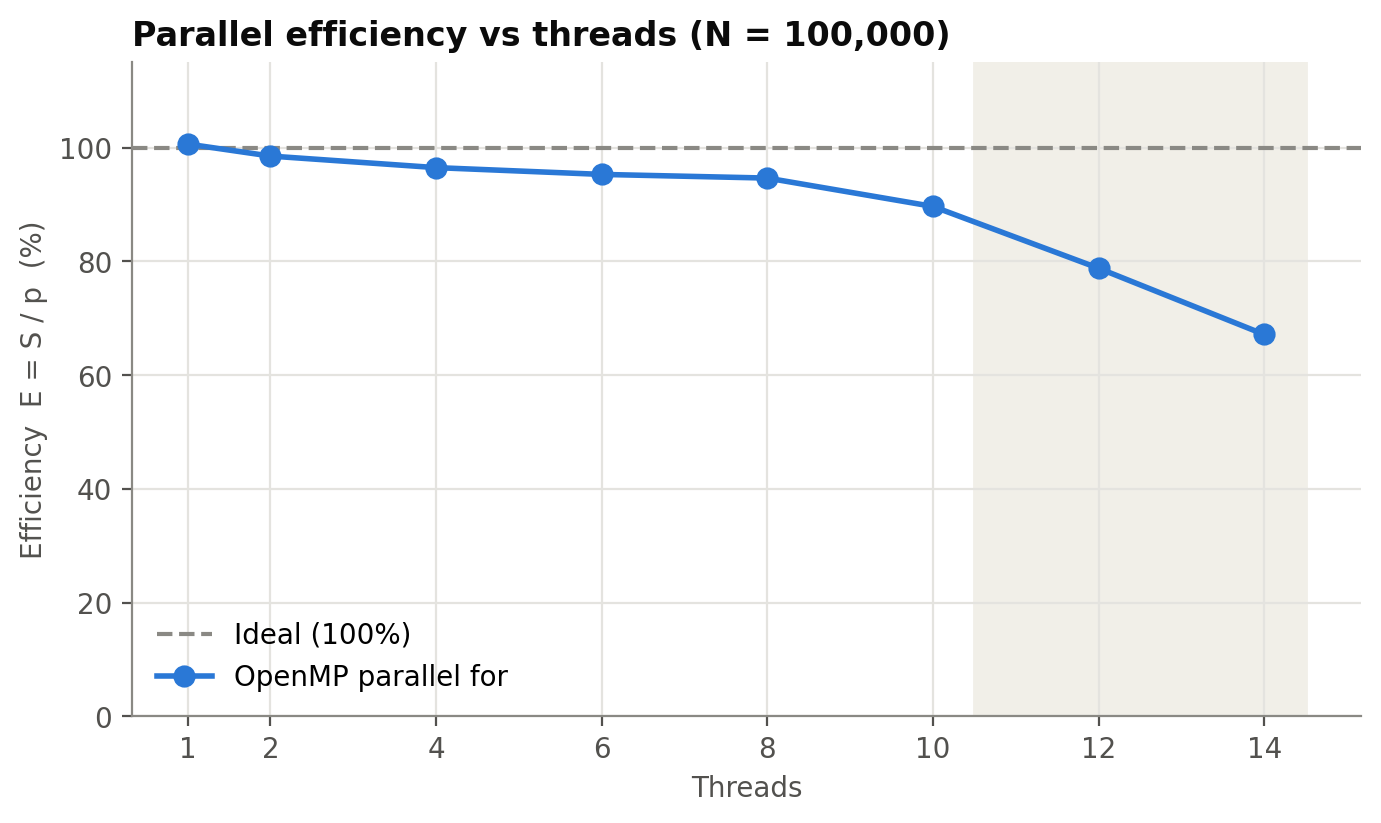 Parallel efficiency vs threads (N = 100,000)
Efficiency E = S / p (%)
100
80
60
40
20
0
Ideal (100%)
OpenMP parallel for
1 2 4 6 8 10 12 14
Threads